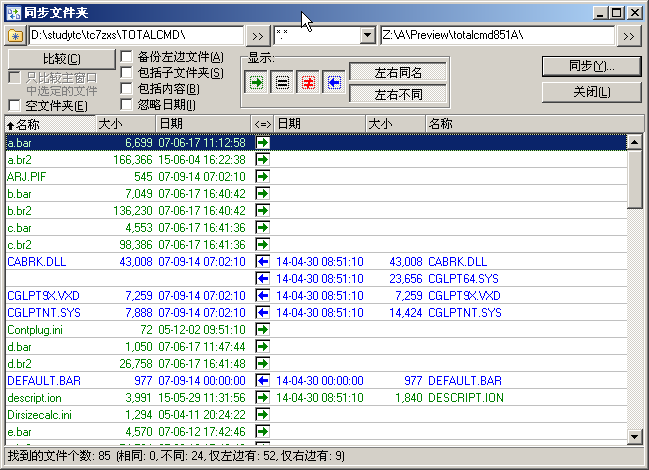 同步文件夹
D:\studytc\tc7zxs\TOTALCMD\ >> *.* Z:\A\Preview\totalcmd851A\ >>
比较(C) 备份左边文件(A) 显示: 同步(Y)...
只比较主窗口中选定的文件 包括子文件夹(S) 左右同名
包括内容(B) 左右不同 关闭(L)
空文件夹(E) 忽略日期(I)
名称 大小 日期 <=> 日期 大小 名称
a.bar 6,699 07-06-17 11:12:58
a.br2 166,366 15-06-04 16:22:38
ARJ.PIF 545 07-09-14 07:02:10
b.bar 7,049 07-06-17 16:40:42
b.br2 136,230 07-06-17 16:40:42
c.bar 4,553 07-06-17 16:41:36
c.br2 98,386 07-06-17 16:41:36
CABRK.DLL 43,008 07-09-14 07:02:10 14-04-30 08:51:10 43,008 CABRK.DLL
14-04-30 08:51:10 23,656 CGLPT64.SYS
CGLPT9X.VXD 7,259 07-09-14 07:02:10 14-04-30 08:51:10 7,259 CGLPT9X.VXD
CGLPTNT.SYS 7,888 07-09-14 07:02:10 14-04-30 08:51:10 14,424 CGLPTNT.SYS
Contplug.ini 72 05-12-02 09:51:10
d.bar 1,050 07-06-17 11:47:44
d.br2 26,758 07-06-17 16:41:48
DEFAULT.BAR 977 07-09-14 00:00:00 14-04-30 00:00:00 977 DEFAULT.BAR
descript.ion 3,991 15-05-29 11:31:56 14-04-30 08:51:10 1,840 DESCRIPT.ION
Dirsizecalc.ini 1,294 05-04-11 20:24:22
e.bar 4,570 06-12-12 17:42:46
找到的文件个数: 85 (相同: 0, 不同: 24, 仅左边有: 52, 仅右边有: 9)